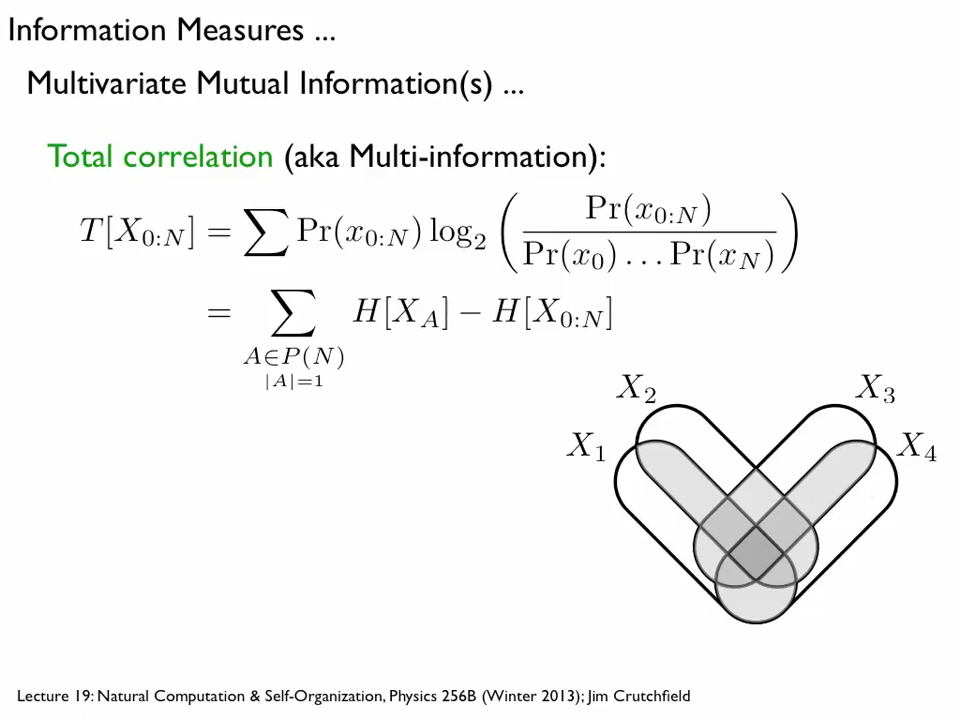 Information Measures ...
Multivariate Mutual Information(s) ...
Total correlation (aka Multi-information):
T[X_{0:N}] = ∑ Pr(x_{0:N}) log_2 ( Pr(x_{0:N}) / Pr(x_0) … Pr(x_N) )
= ∑_{A∈P(N) |A|=1} H[X_A] − H[X_{0:N}]
X_2 X_3
X_1 X_4
Lecture 19: Natural Computation & Self-Organization, Physics 256B (Winter 2013); Jim Crutchfield